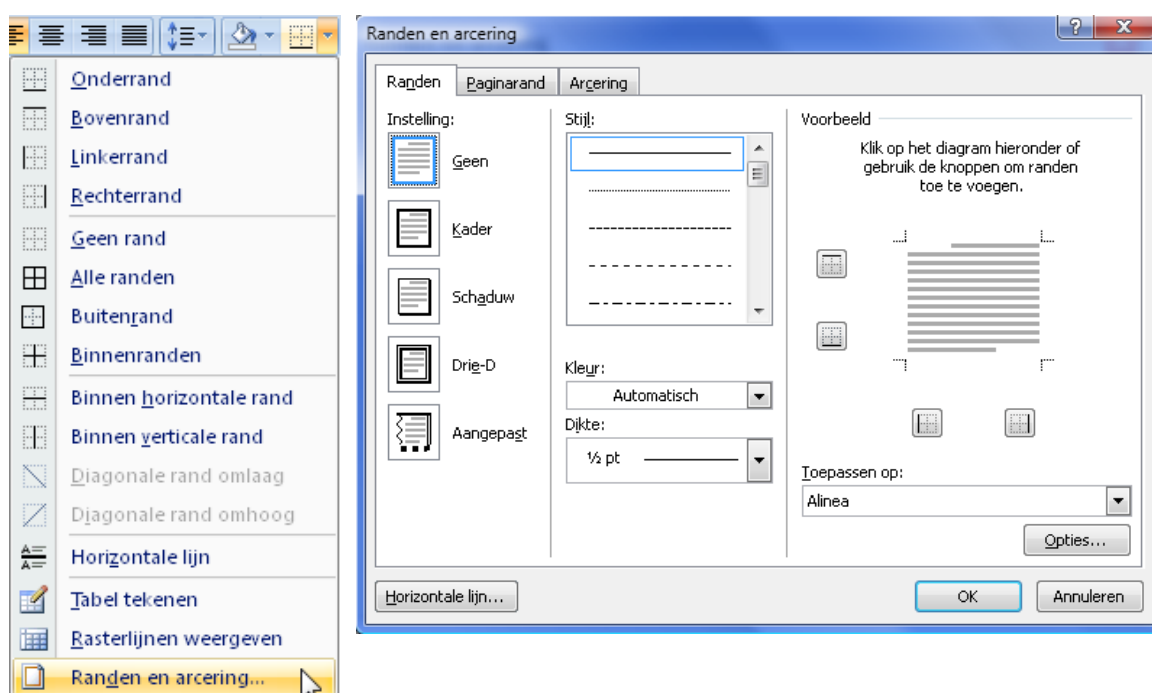 Onderrand
Bovenrand
Linkerrand
Rechterrand
Geen rand
Alle randen
Buitenrand
Binnenranden
Binnen horizontale rand
Binnen verticale rand
Diagonale rand omlaag
Diagonale rand omhoog
Horizontale lijn
Tabel tekenen
Rasterlijnen weergeven
Randen en arcering...
Randen en arcering
Randen Paginarand Arcering
Instelling:
Geen
Kader
Schaduw
Drie-D
Aangepast
Stijl:
Kleur:
Automatisch
Dikte:
½ pt
Voorbeeld
Klik op het diagram hieronder of
gebruik de knoppen om randen
toe te voegen.
Toepassen op:
Alinea
Opties...
Horizontale lijn...
OK
Annuleren